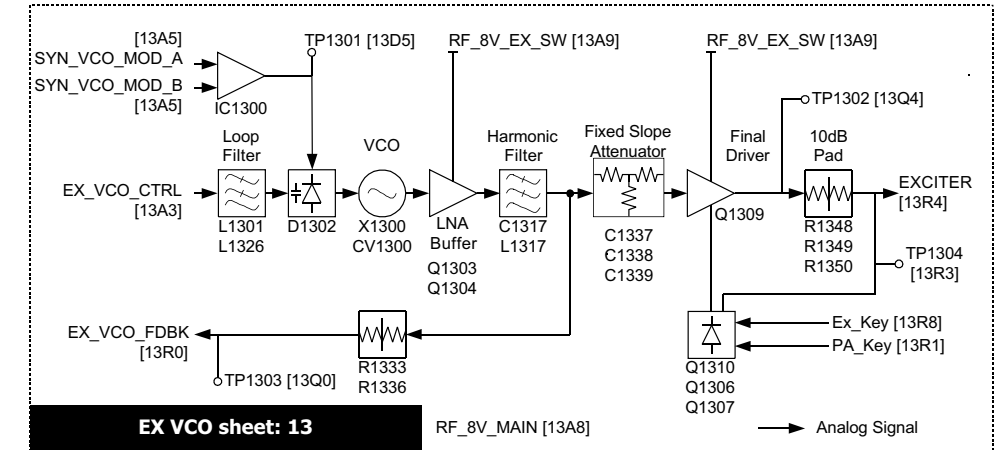 [13A5]
SYN_VCO_MOD_A
SYN_VCO_MOD_B
[13A5]
IC1300
TP1301 [13D5]
RF_8V_EX_SW [13A9]
RF_8V_EX_SW [13A9]
TP1302 [13Q4]
Loop
Filter
VCO
Harmonic
Filter
Fixed Slope
Attenuator
Final
Driver
10dB
Pad
EX_VCO_CTRL
[13A3]
L1301
L1326
D1302
X1300
CV1300
LNA
Buffer
Q1303
Q1304
C1317
L1317
C1337
C1338
C1339
Q1309
R1348
R1349
R1350
EXCITER
[13R4]
TP1304
[13R3]
EX_VCO_FDBK
[13R0]
TP1303 [13Q0]
R1333
R1336
Ex_Key [13R8]
PA_Key [13R1]
Q1310
Q1306
Q1307
EX VCO sheet: 13
RF_8V_MAIN [13A8]
Analog Signal